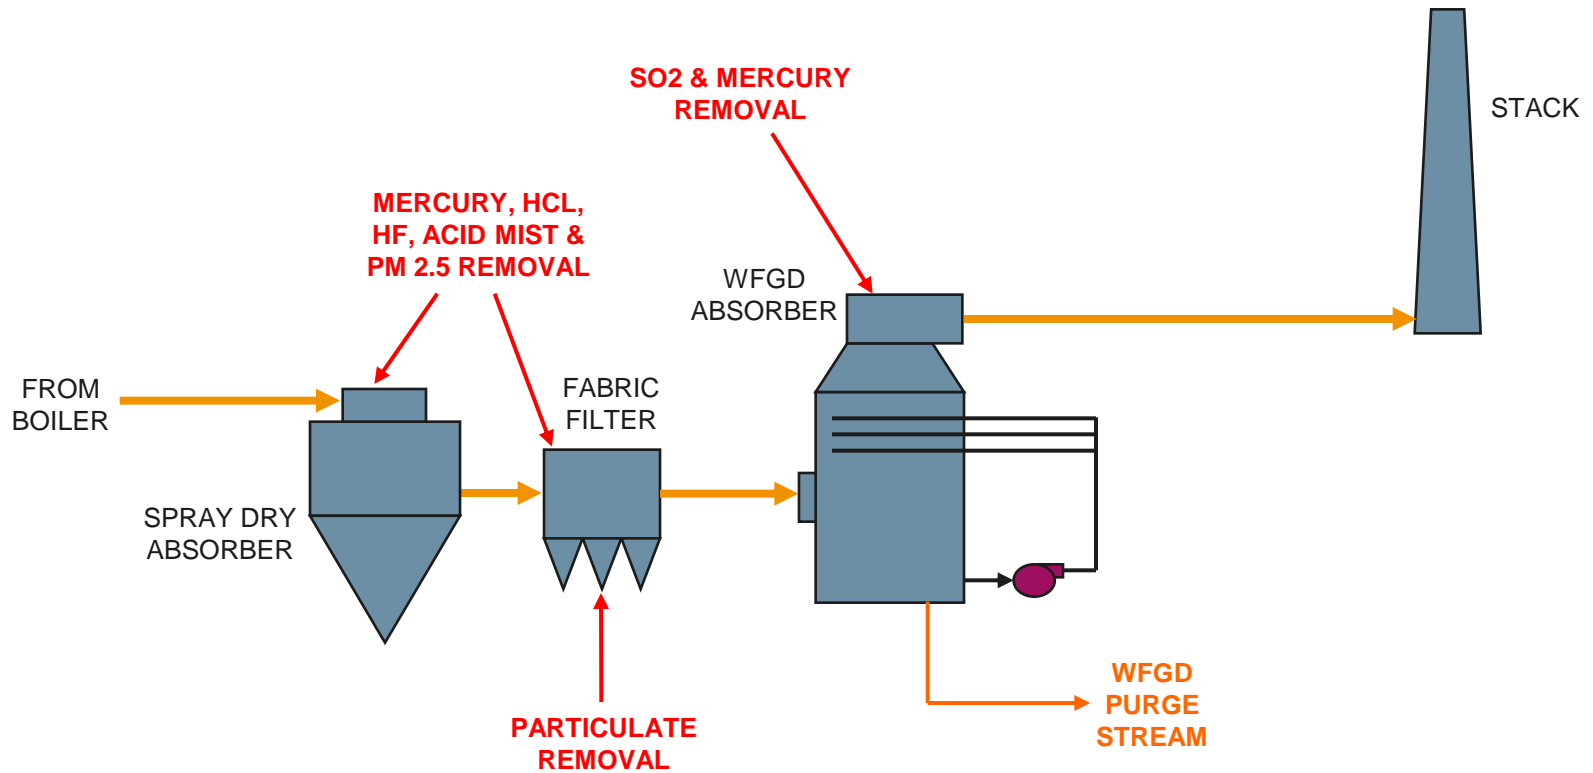 SO2 & MERCURY
REMOVAL
STACK
MERCURY, HCL,
HF, ACID MIST &
PM 2.5 REMOVAL
WFGD
ABSORBER
FROM
BOILER
FABRIC
FILTER
SPRAY DRY
ABSORBER
PARTICULATE
REMOVAL
WFGD
PURGE
STREAM